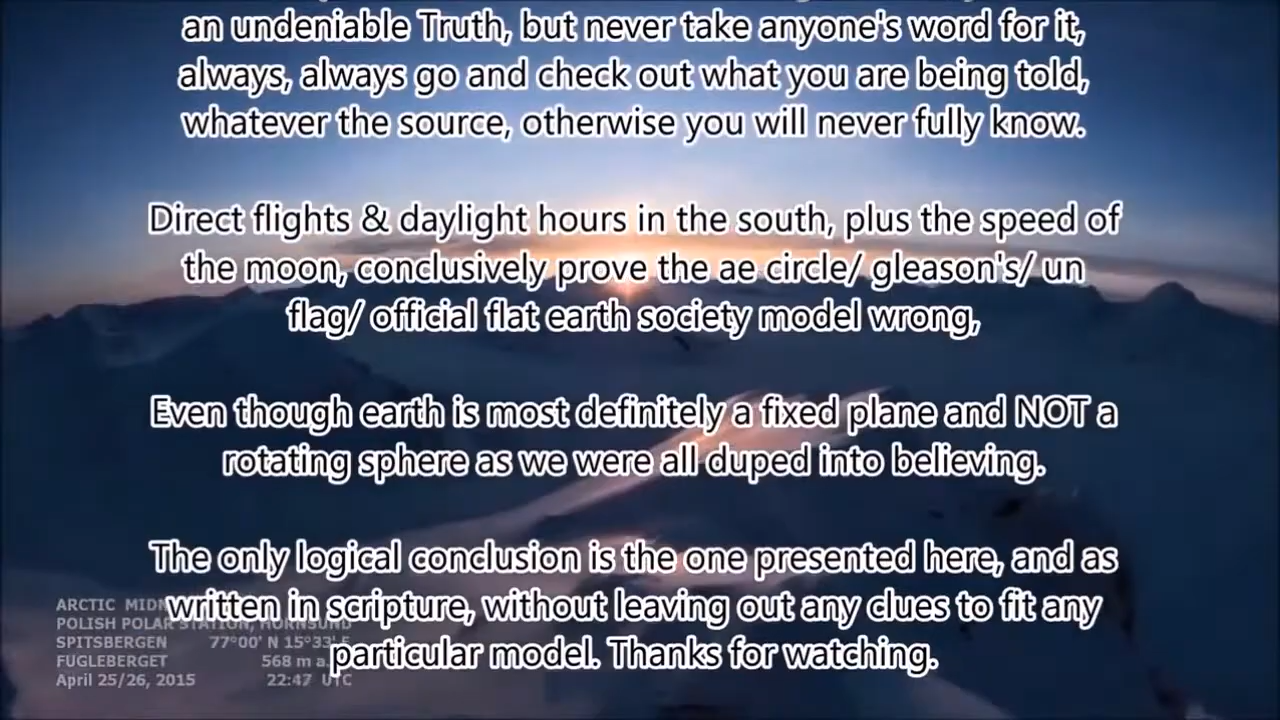 an undeniable Truth, but never take anyone's word for it,
always, always go and check out what you are being told,
whatever the source, otherwise you will never fully know.
Direct flights & daylight hours in the south, plus the speed of
the moon, conclusively prove the ae circle/ gleason's/ un
flag/ official flat earth society model wrong,
Even though earth is most definitely a fixed plane and NOT a
rotating sphere as we were all duped into believing.
The only logical conclusion is the one presented here, and as
written in scripture, without leaving out any clues to fit any
particular model. Thanks for watching.
ARCTIC
POLISH POLAR STATION, HORNSUND
SPITSBERGEN 77°00' N 15°33' E
FUGLEBERGET 568 m
April 25/26, 2015 22:47 UTC